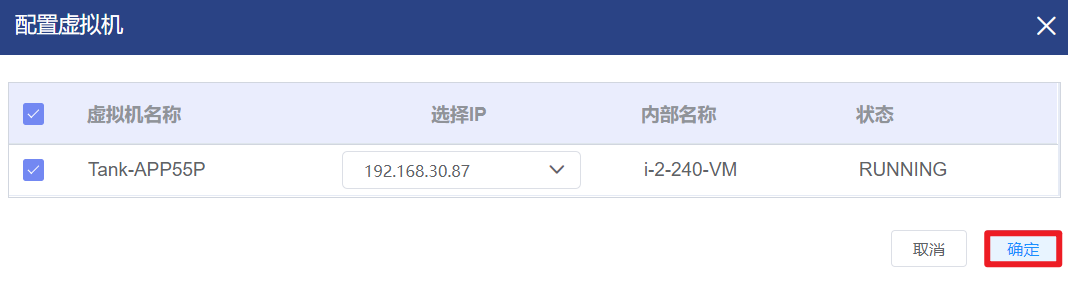 配置虚拟机
虚拟机名称 选择IP 内部名称 状态
Tank-APP55P 192.168.30.87 i-2-240-VM RUNNING
取消 确定